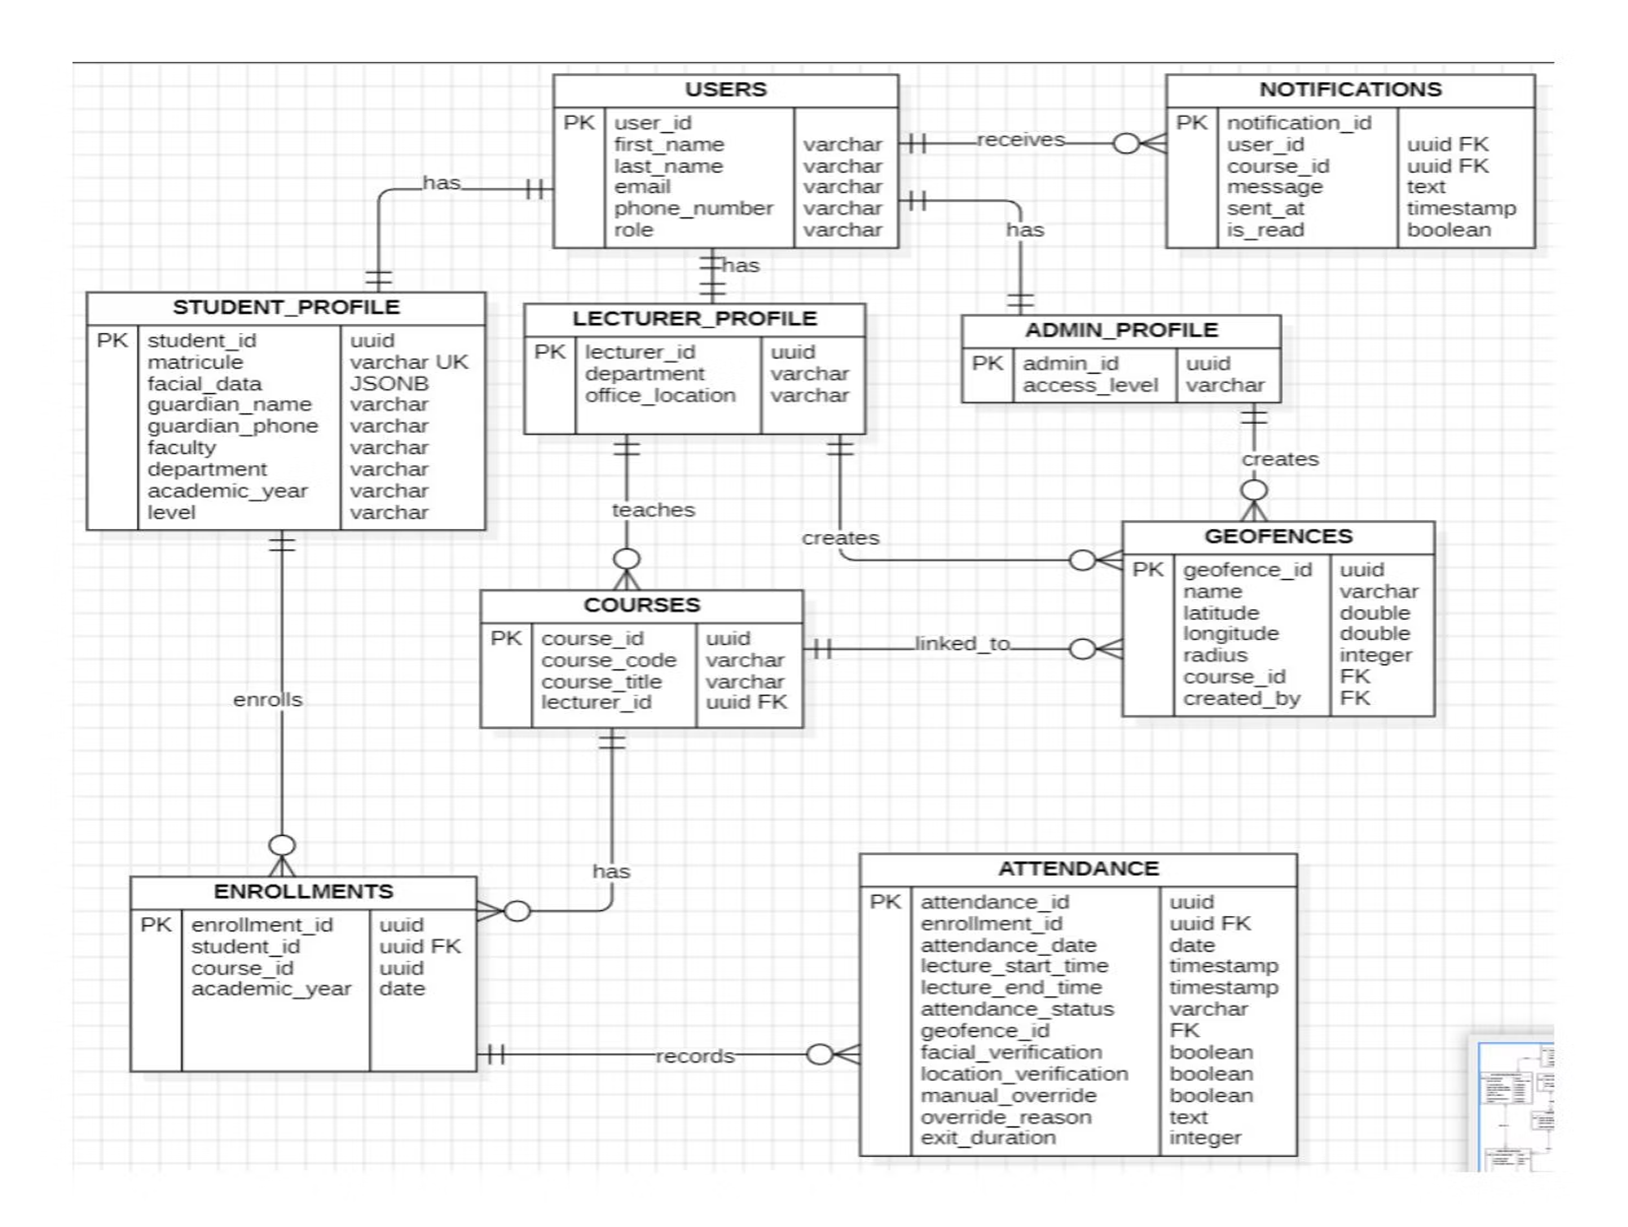 USERS
PK user_id
first_name varchar
last_name varchar
email varchar
phone_number varchar
role varchar
NOTIFICATIONS
PK notification_id
user_id uuid FK
course_id uuid FK
message text
sent_at timestamp
is_read boolean
receives
has
has
has
STUDENT_PROFILE
PK student_id uuid
matricule varchar UK
facial_data JSONB
guardian_name varchar
guardian_phone varchar
faculty varchar
department varchar
academic_year varchar
level varchar
LECTURER_PROFILE
PK lecturer_id uuid
department varchar
office_location varchar
ADMIN_PROFILE
PK admin_id uuid
access_level varchar
creates
teaches
creates
GEOFENCES
PK geofence_id uuid
name varchar
latitude double
longitude double
radius integer
course_id FK
created_by FK
COURSES
PK course_id uuid
course_code varchar
course_title varchar
lecturer_id uuid FK
linked_to
enrolls
has
ENROLLMENTS
PK enrollment_id uuid
student_id uuid FK
course_id uuid
academic_year date
records
ATTENDANCE
PK attendance_id uuid
enrollment_id uuid FK
attendance_date date
lecture_start_time timestamp
lecture_end_time timestamp
attendance_status varchar
geofence_id FK
facial_verification boolean
location_verification boolean
manual_override boolean
override_reason text
exit_duration integer